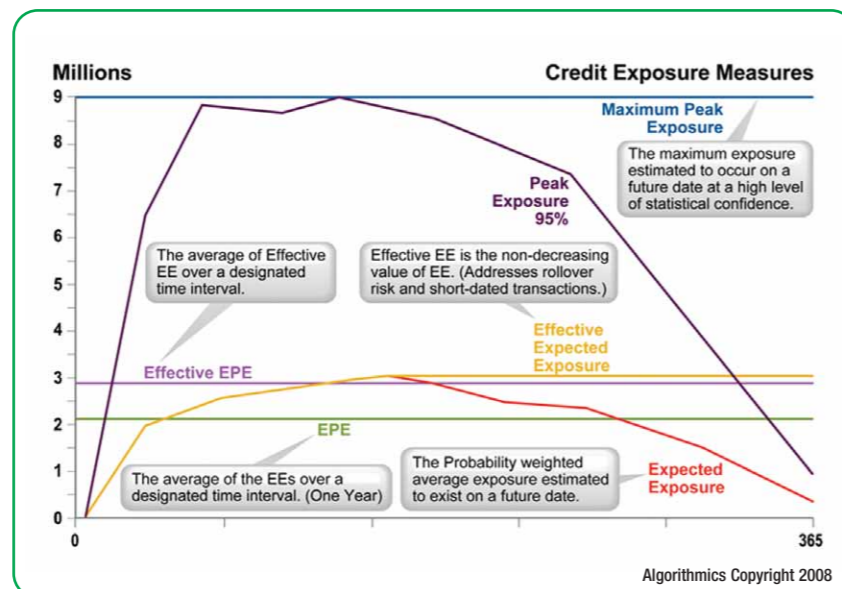 Millions
Credit Exposure Measures
9
8
7
6
5
4
3
2
1
0
Maximum Peak
Exposure
The maximum exposure
estimated to occur on a
future date at a high level
of statistical confidence.
Peak
Exposure
95%
The average of Effective
EE over a designated
time interval.
Effective EE is the non-decreasing
value of EE. (Addresses rollover
risk and short-dated transactions.)
Effective
Expected
Exposure
Effective EPE
EPE
The average of the EEs over a
designated time interval. (One Year)
The Probability weighted
average exposure estimated
to exist on a future date.
Expected
Exposure
0
365
Algorithmics Copyright 2008